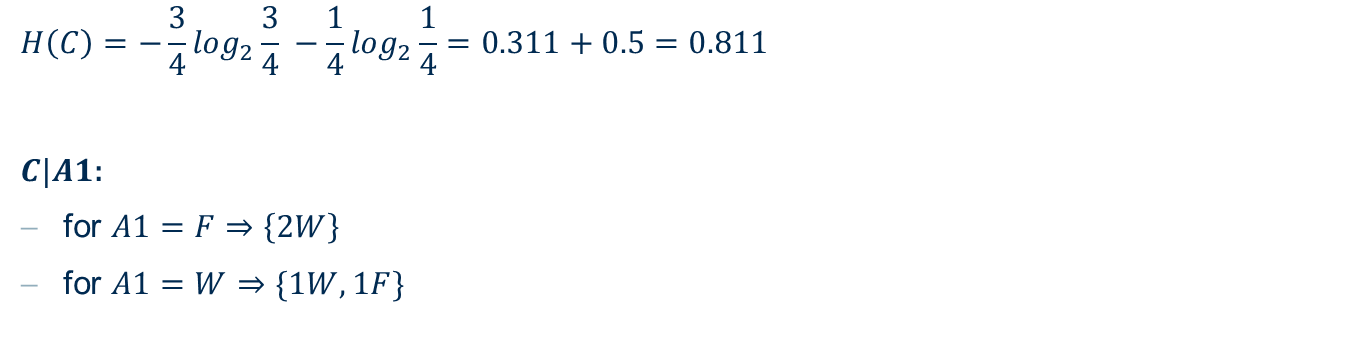 H(C) = −3/4 log₂ 3/4 − 1/4 log₂ 1/4 = 0.311 + 0.5 = 0.811
C|A1:
– for A1 = F ⇒ {2W}
– for A1 = W ⇒ {1W, 1F}